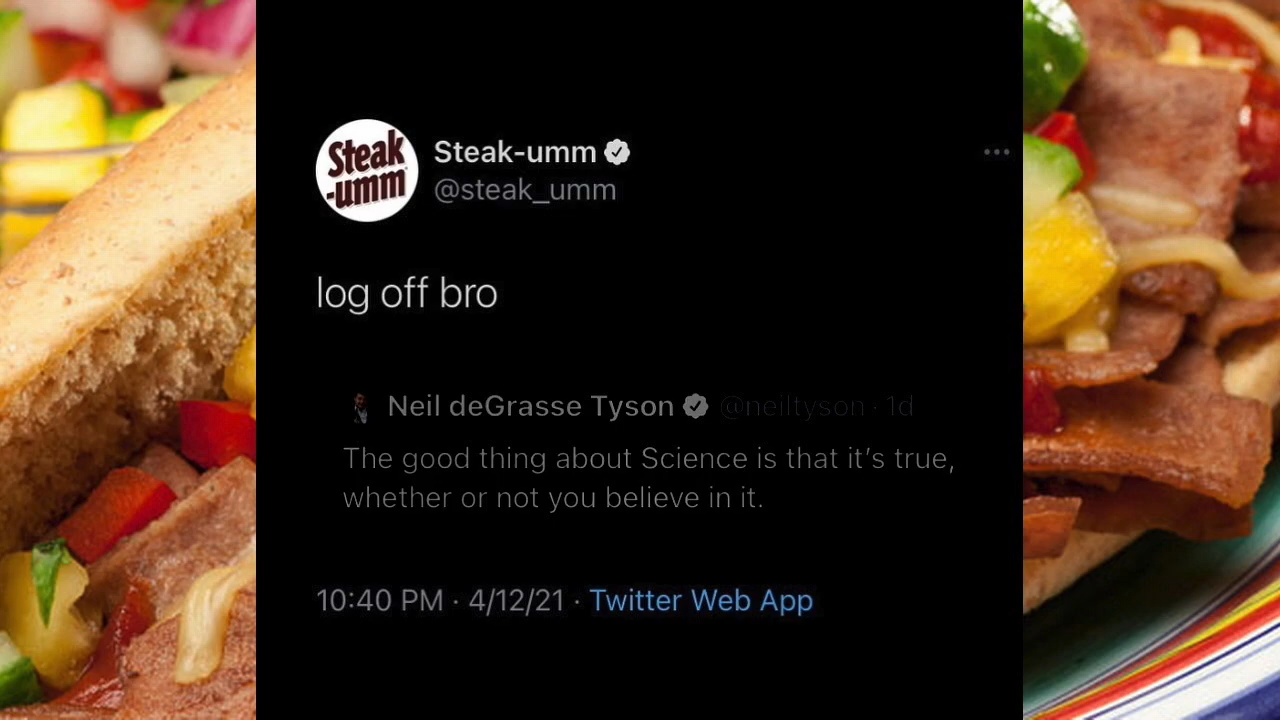 Steak
-umm
Steak-umm
@steak_umm
log off bro
Neil deGrasse Tyson @neiltyson · 1d
The good thing about Science is that it's true,
whether or not you believe in it.
10:40 PM · 4/12/21 · Twitter Web App